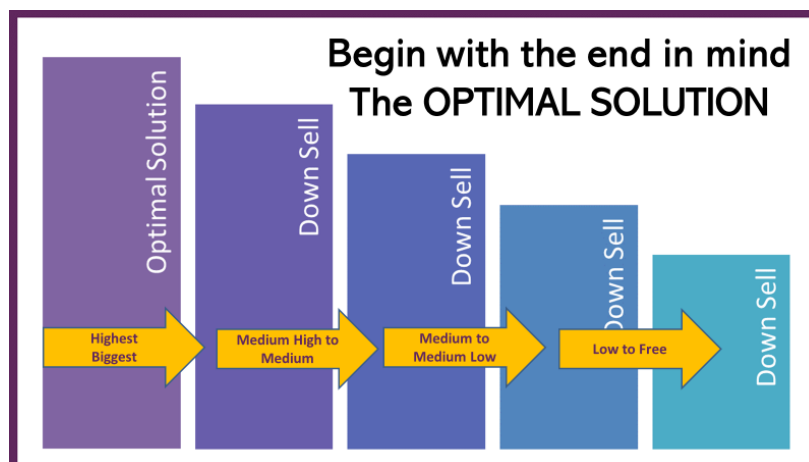 Begin with the end in mind
The OPTIMAL SOLUTION
Optimal Solution
Down Sell
Down Sell
Down Sell
Down Sell
Highest
Biggest
Medium High to
Medium
Medium to
Medium Low
Low to Free